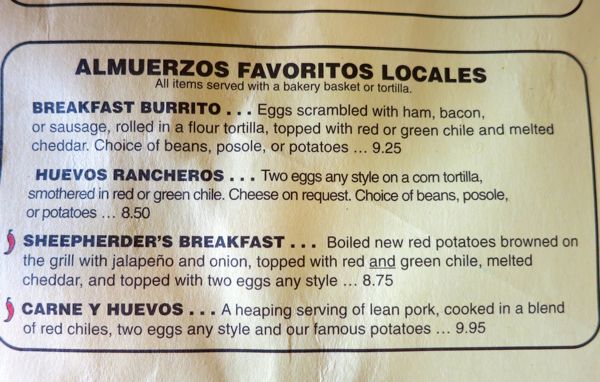 ALMUERZOS FAVORITOS LOCALES
All items served with a bakery basket or tortilla.
BREAKFAST BURRITO . . . Eggs scrambled with ham, bacon,
or sausage, rolled in a flour tortilla, topped with red or green chile and melted
cheddar. Choice of beans, posole, or potatoes ... 9.25
HUEVOS RANCHEROS . . . Two eggs any style on a corn tortilla,
smothered in red or green chile. Cheese on request. Choice of beans, posole,
or potatoes ... 8.50
SHEEPHERDER'S BREAKFAST . . . Boiled new red potatoes browned on
the grill with jalapeño and onion, topped with red and green chile, melted
cheddar, and topped with two eggs any style ... 8.75
CARNE Y HUEVOS . . . A heaping serving of lean pork, cooked in a blend
of red chiles, two eggs any style and our famous potatoes ... 9.95